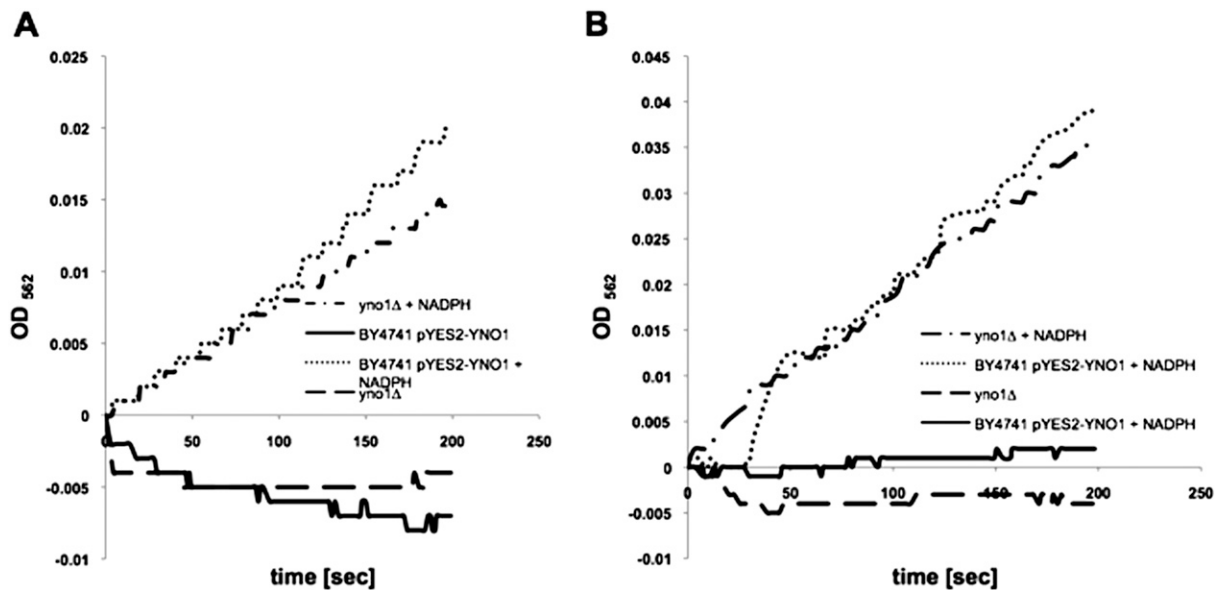 A
0.025
0.02
0.015
0.01
0.005
0
-0.005
-0.01
OD 562
0 50 100 150 200 250
time [sec]
yno1Δ + NADPH
BY4741 pYES2-YNO1
BY4741 pYES2-YNO1 +
NADPH
yno1Δ
B
0.045
0.04
0.035
0.03
0.025
0.02
0.015
0.01
0.005
0
-0.005
-0.01
OD 562
0 50 100 150 200 250
time [sec]
yno1Δ + NADPH
BY4741 pYES2-YNO1 + NADPH
yno1Δ
BY4741 pYES2-YNO1 + NADPH